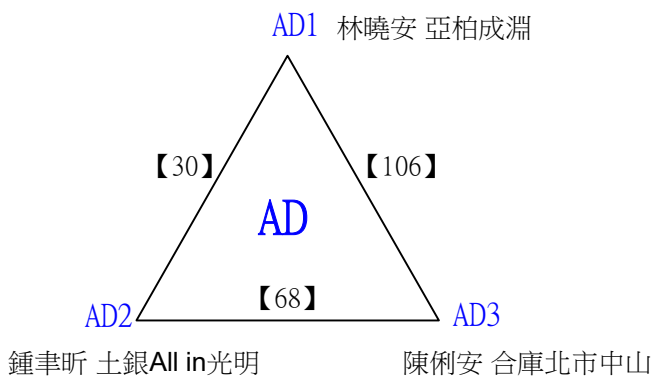 AD1 林曉安 亞柏成淵
【30】 【106】
AD
【68】
AD2 AD3
鍾聿昕 土銀All in光明 陳俐安 合庫北市中山